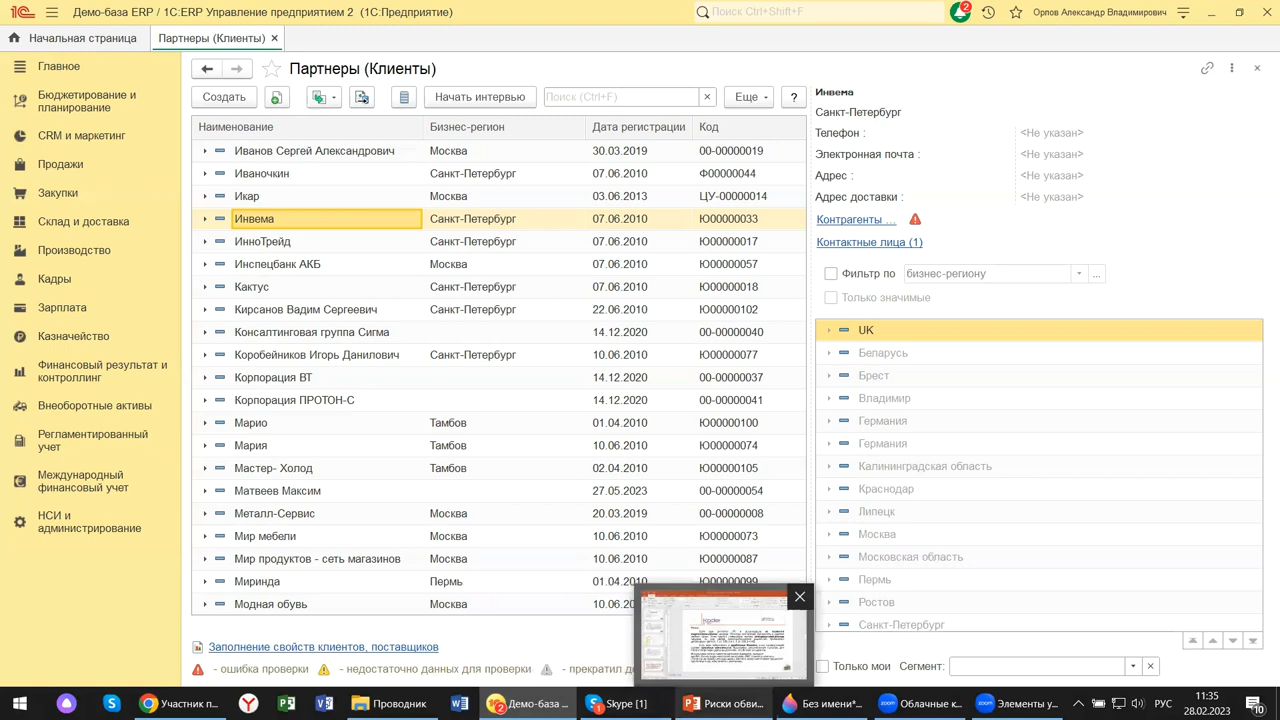 Демо-база ERP / 1С:ERP Управление предприятием 2 (1С:Предприятие)
Поиск Ctrl+Shift+F
2
Орлов Александр Владимирович
Начальная страница
Партнеры (Клиенты)
Главное
Бюджетирование и
планирование
CRM и маркетинг
Продажи
Закупки
Склад и доставка
Производство
Кадры
Зарплата
Казначейство
Финансовый результат и
контроллинг
Внеоборотные активы
Регламентированный
учет
Международный
финансовый учет
НСИ и
администрирование
Партнеры (Клиенты)
Создать
Начать интервью
Поиск (Ctrl+F)
Еще
?
Наименование Бизнес-регион Дата регистрации Код
Иванов Сергей Александрович Москва 30.03.2019 00-00000019
Иваночкин Санкт-Петербург 07.06.2010 Ф00000044
Икар Москва 03.06.2013 ЦУ-00000014
Инвема Санкт-Петербург 07.06.2010 Ю00000033
ИнноТрейд Санкт-Петербург 07.06.2010 Ю00000017
Инспецбанк АКБ Москва 07.06.2010 Ю00000057
Кактус Санкт-Петербург 07.06.2010 Ю00000018
Кирсанов Вадим Сергеевич Санкт-Петербург 22.06.2010 Ю00000102
Консалтинговая группа Сигма 14.12.2020 00-00000040
Коробейников Игорь Данилович Санкт-Петербург 10.06.2010 Ю00000077
Корпорация ВТ 14.12.2020 00-00000037
Корпорация ПРОТОН-С 14.12.2020 00-00000041
Марио Тамбов 01.04.2010 Ю00000100
Мария Тамбов 10.06.2010 Ю00000074
Мастер- Холод Тамбов 02.04.2010 Ю00000105
Матвеев Максим 27.05.2023 00-00000054
Металл-Сервис Москва 20.03.2019 00-00000008
Мир мебели Москва 10.06.2010 Ю00000073
Мир продуктов - сеть магазинов Москва 10.06.2010 Ю00000087
Миринда Пермь 01.04.2010 Ю00000099
Модная обувь Москва 10.06.20
Заполнение свойств клиентов, поставщиков
- ошибка проверки - недостаточно данных для проверки - прекратил де
Инвема
Санкт-Петербург
Телефон : <Не указан>
Электронная почта : <Не указан>
Адрес : <Не указан>
Адрес доставки : <Не указан>
Контрагенты ...
Контактные лица (1)
Фильтр по бизнес-региону ...
Только значимые
UK
Беларусь
Брест
Владимир
Германия
Германия
Калининградская область
Краснодар
Липецк
Москва
Московская область
Пермь
Ростов
Санкт-Петербург
Только мои Сегмент:
Участник п...
Проводник
Демо-база ...
Skype [1]
Риски обви...
Без имени*...
Облачные к...
Элементы у...
11:35
28.02.2023